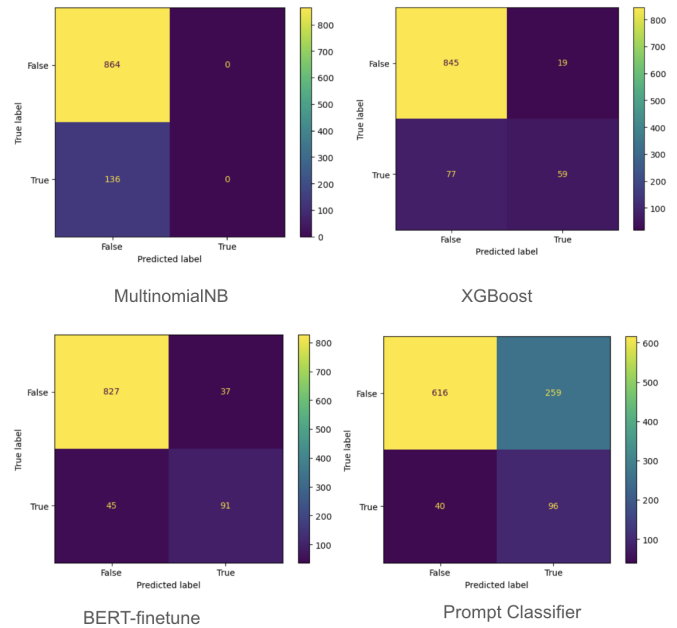 800
False
864
0
700
600
500
True label
400
300
True
136
0
200
100
0
False
True
Predicted label
MultinomialNB
800
False
845
19
700
600
500
True label
400
300
True
77
59
200
100
False
True
Predicted label
XGBoost
800
False
827
37
700
600
500
True label
400
300
True
45
91
200
100
False
True
Predicted label
BERT-finetune
600
False
616
259
500
400
True label
300
True
40
96
200
100
False
True
Predicted label
Prompt Classifier